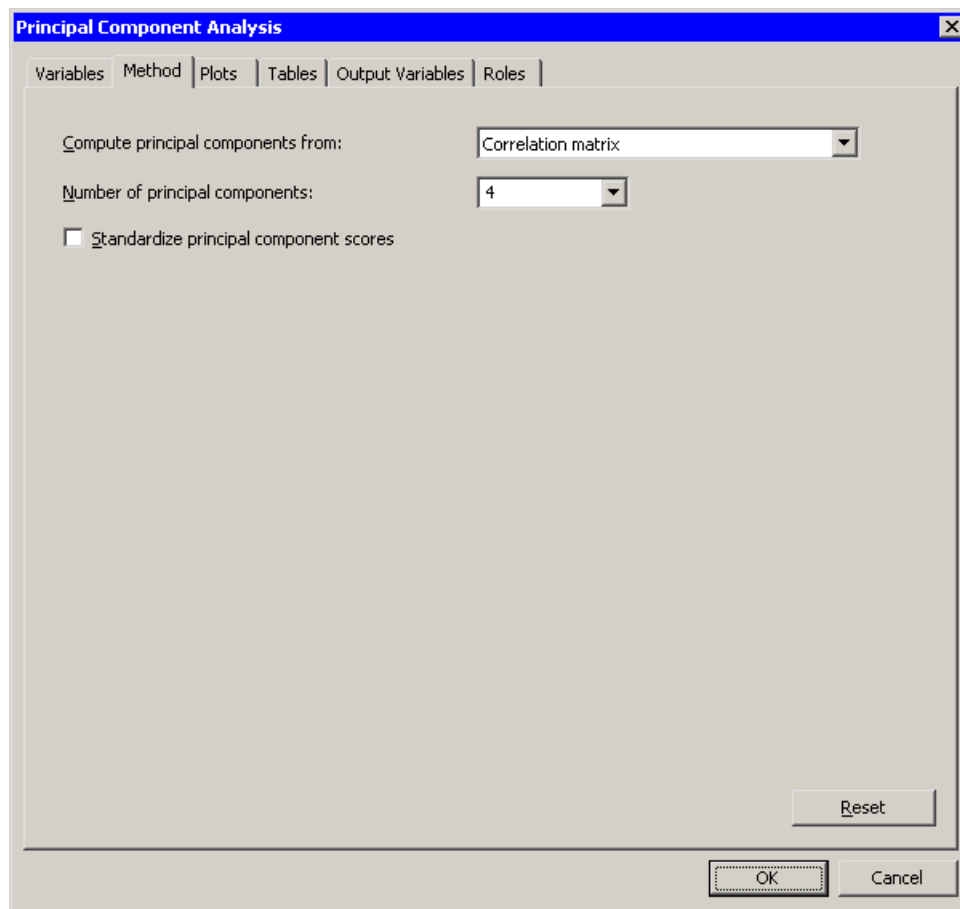 Principal Component Analysis
Variables Method Plots Tables Output Variables Roles
Compute principal components from: Correlation matrix
Number of principal components: 4
Standardize principal component scores
Reset
OK Cancel